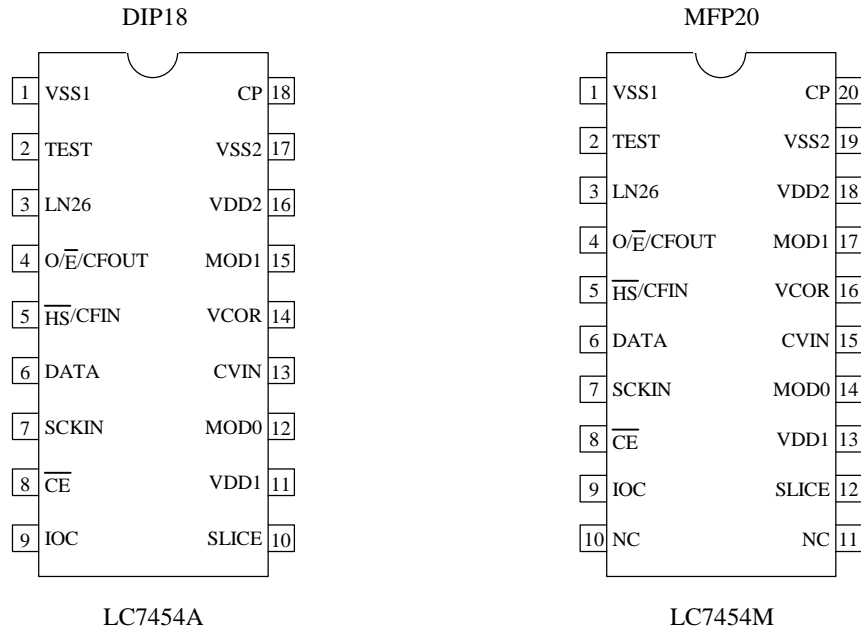 DIP18
1 VSS1 CP 18
2 TEST VSS2 17
3 LN26 VDD2 16
4 O/E̅/CFOUT MOD1 15
5 H̅S̅/CFIN VCOR 14
6 DATA CVIN 13
7 SCKIN MOD0 12
8 C̅E̅ VDD1 11
9 IOC SLICE 10
LC7454A
MFP20
1 VSS1 CP 20
2 TEST VSS2 19
3 LN26 VDD2 18
4 O/E̅/CFOUT MOD1 17
5 H̅S̅/CFIN VCOR 16
6 DATA CVIN 15
7 SCKIN MOD0 14
8 C̅E̅ VDD1 13
9 IOC SLICE 12
10 NC NC 11
LC7454M